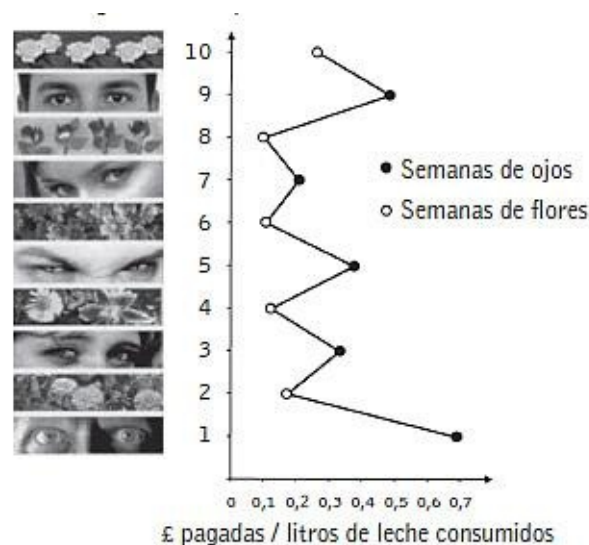 10
9
8
7
● Semanas de ojos
6
○ Semanas de flores
5
4
3
2
1
0 0,1 0,2 0,3 0,4 0,5 0,6 0,7
£ pagadas / litros de leche consumidos